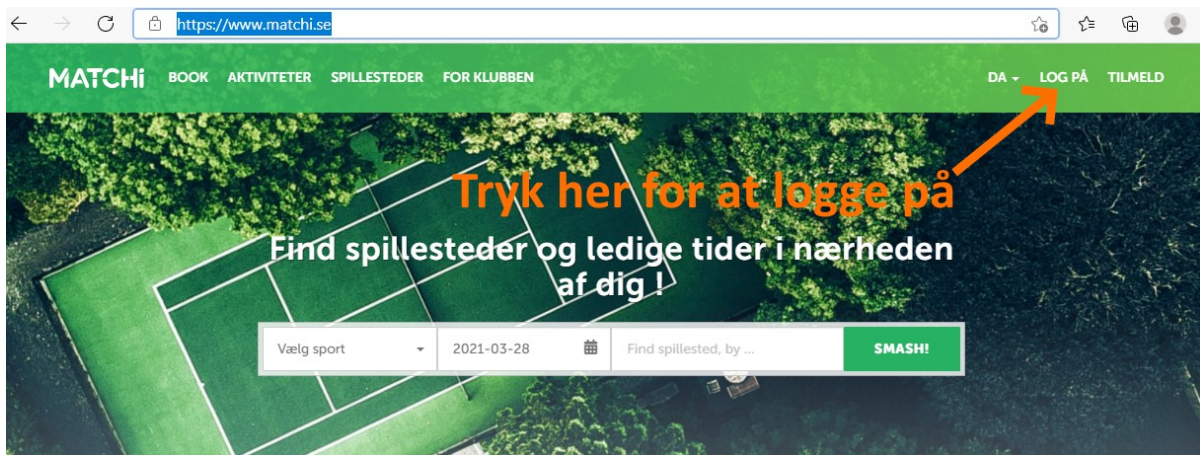 https://www.matchi.se
MATCHi BOOK AKTIVITETER SPILLESTEDER FOR KLUBBEN DA LOG PÅ TILMELD
Tryk her for at logge på
Find spillesteder og ledige tider i nærheden
af dig !
Vælg sport 2021-03-28 Find spillested, by ... SMASH!